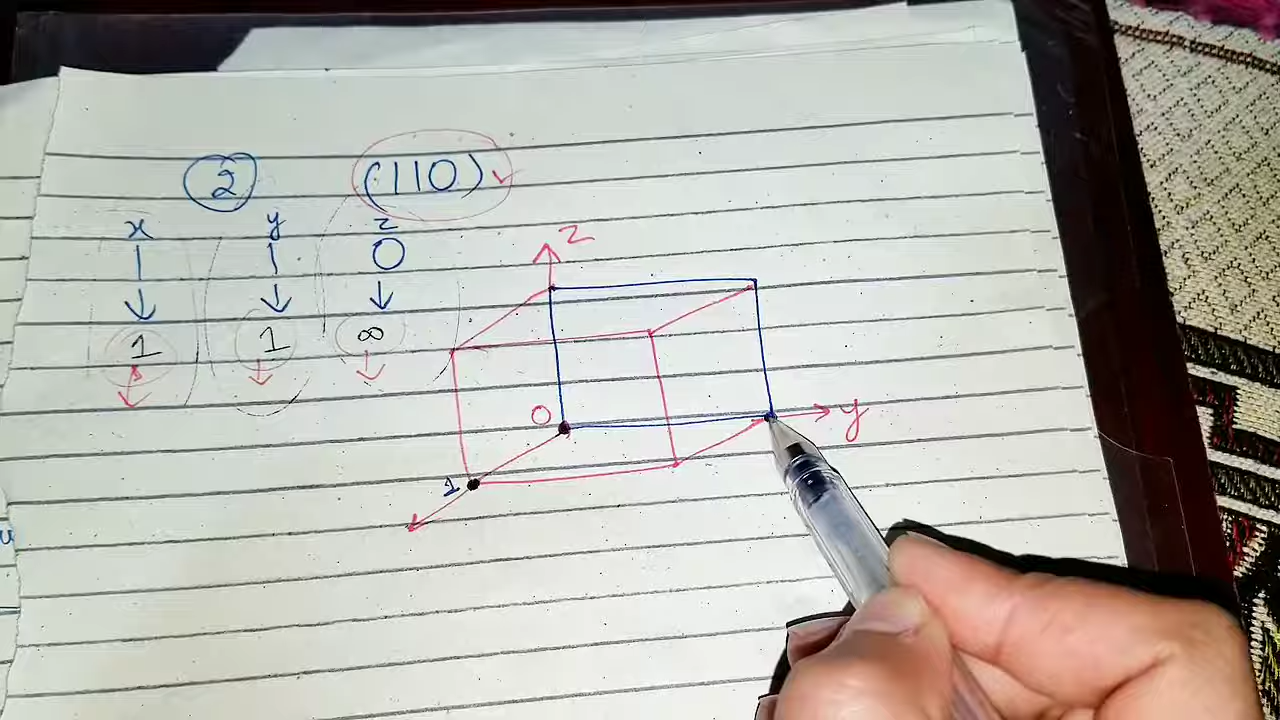 2 (110)
x y z
1 1 0
↓ ↓ ↓
1 1 ∞
z
0
y
1